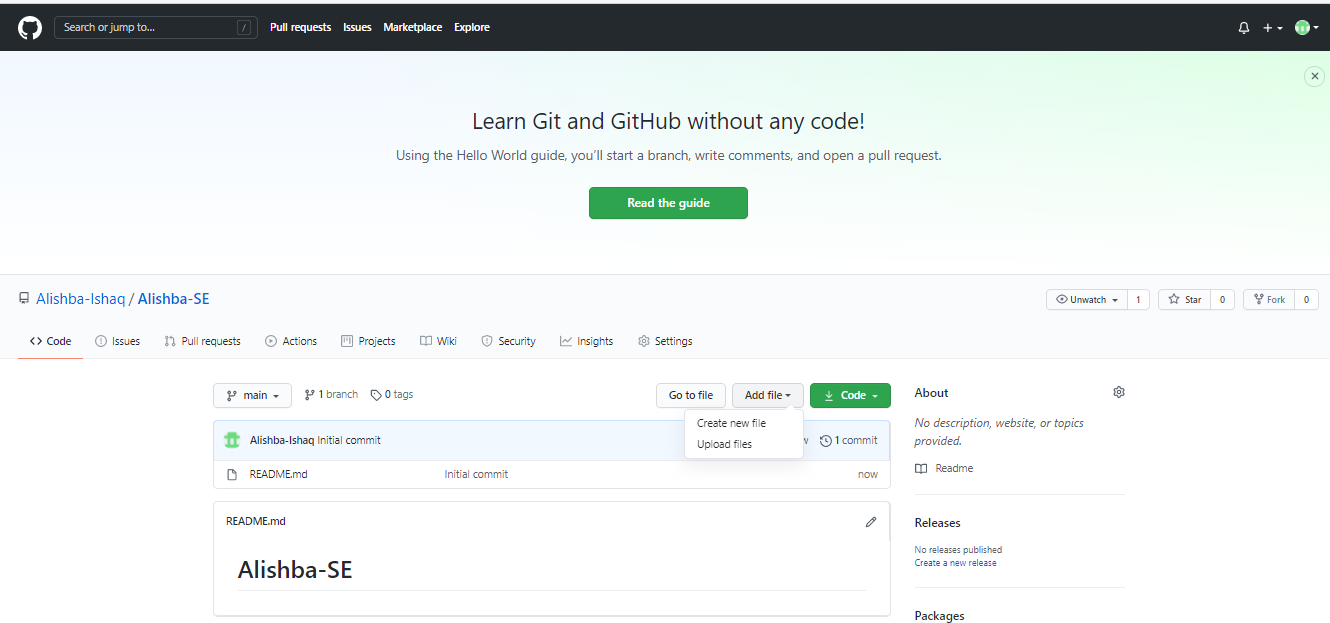 Search or jump to... / Pull requests Issues Marketplace Explore
Learn Git and GitHub without any code!
Using the Hello World guide, you'll start a branch, write comments, and open a pull request.
Read the guide
Alishba-Ishaq / Alishba-SE Unwatch 1 Star 0 Fork 0
Code Issues Pull requests Actions Projects Wiki Security Insights Settings
main 1 branch 0 tags Go to file Add file Code
Create new file
Upload files
Alishba-Ishaq Initial commit 1 commit
README.md Initial commit now
README.md
Alishba-SE
About
No description, website, or topics
provided.
Readme
Releases
No releases published
Create a new release
Packages